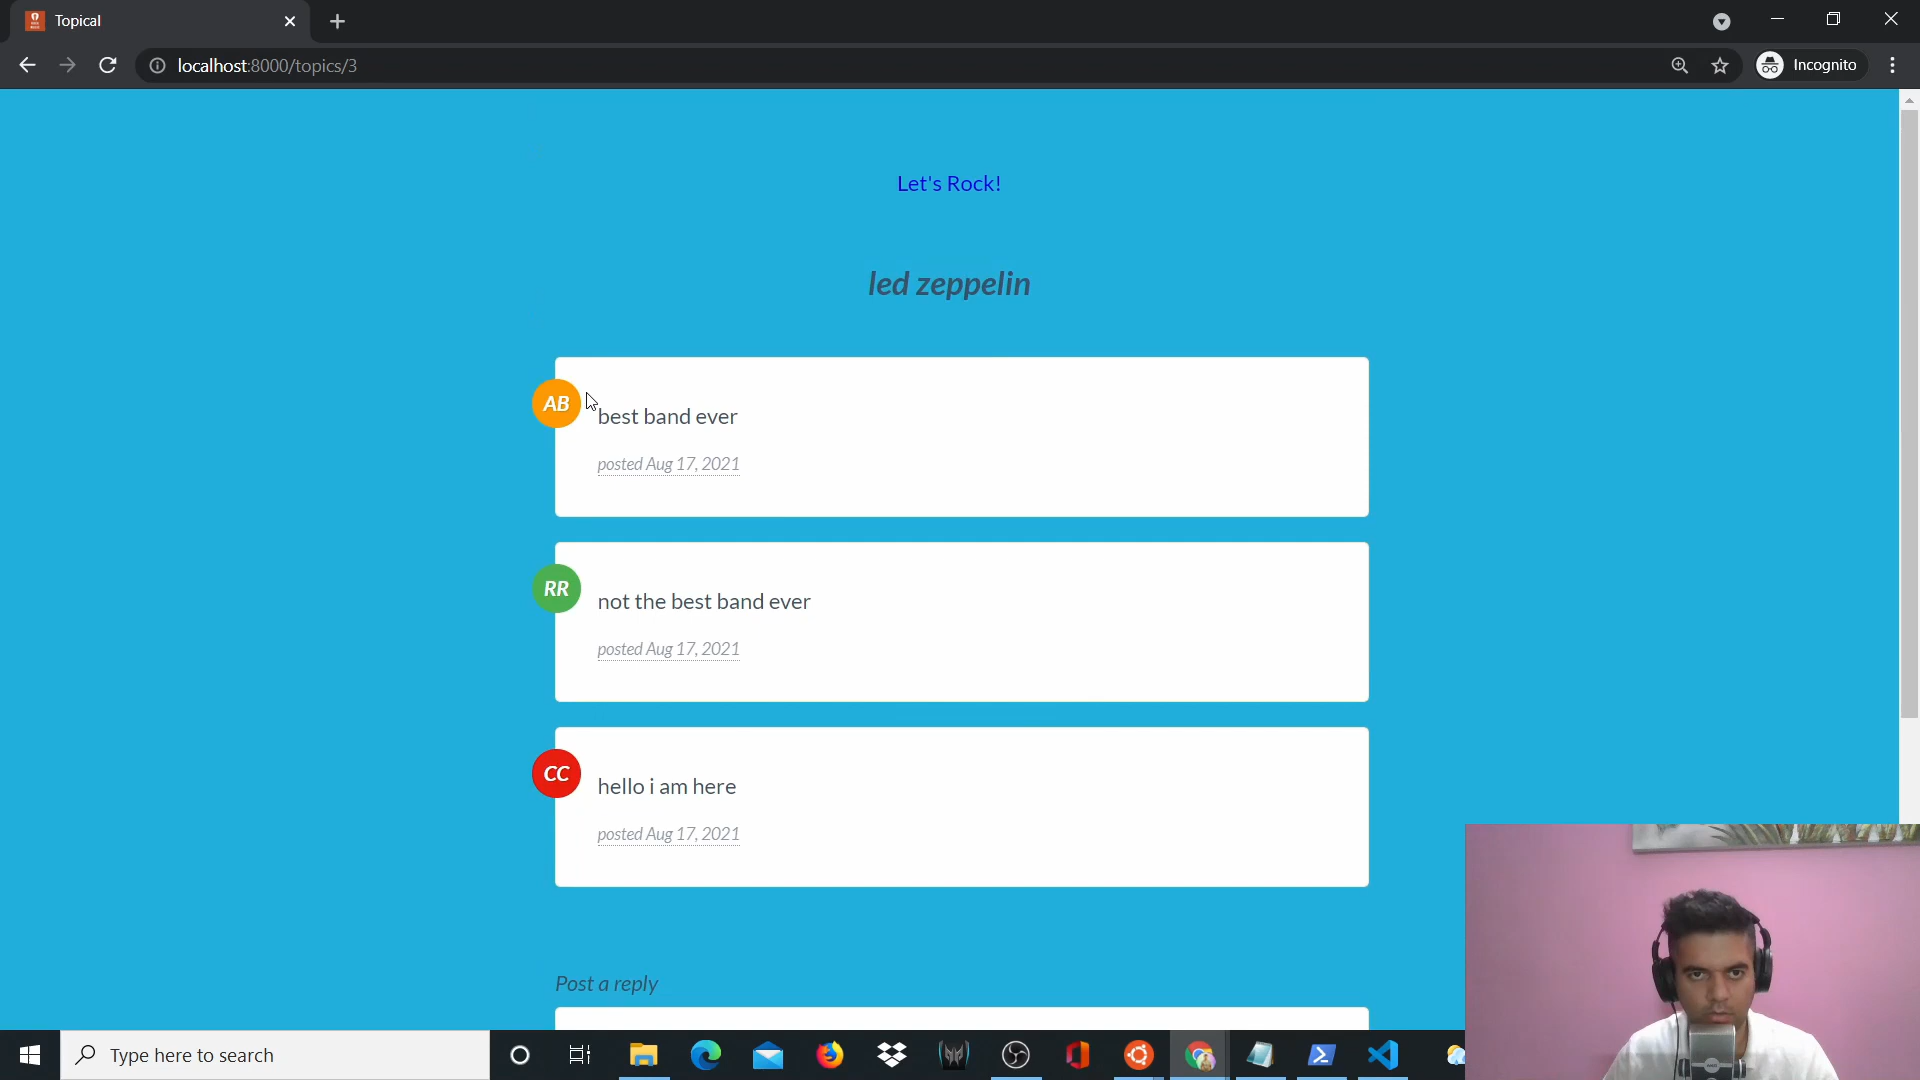 Topical
localhost:8000/topics/3
Incognito
Let's Rock!
led zeppelin
AB
best band ever
posted Aug 17, 2021
RR
not the best band ever
posted Aug 17, 2021
CC
hello i am here
posted Aug 17, 2021
Post a reply
Type here to search